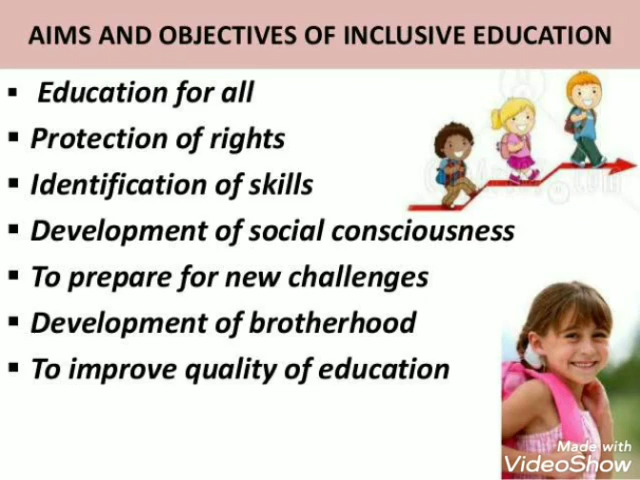 AIMS AND OBJECTIVES OF INCLUSIVE EDUCATION
▪ Education for all
▪ Protection of rights
▪ Identification of skills
▪ Development of social consciousness
▪ To prepare for new challenges
▪ Development of brotherhood
▪ To improve quality of education
Made with
VideoShow